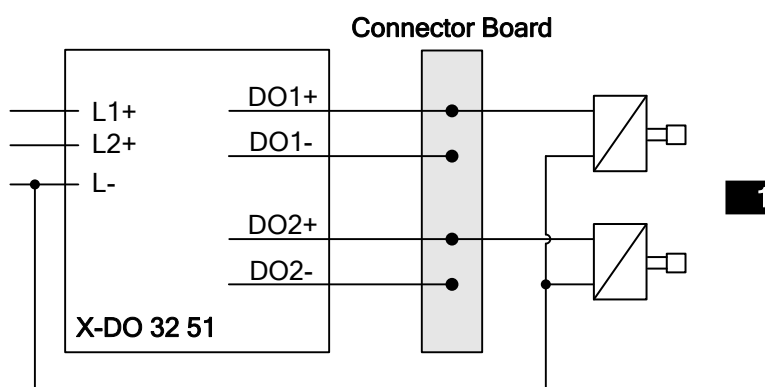 Connector Board
L1+
L2+
L-
DO1+
DO1-
DO2+
DO2-
X-DO 32 51
1